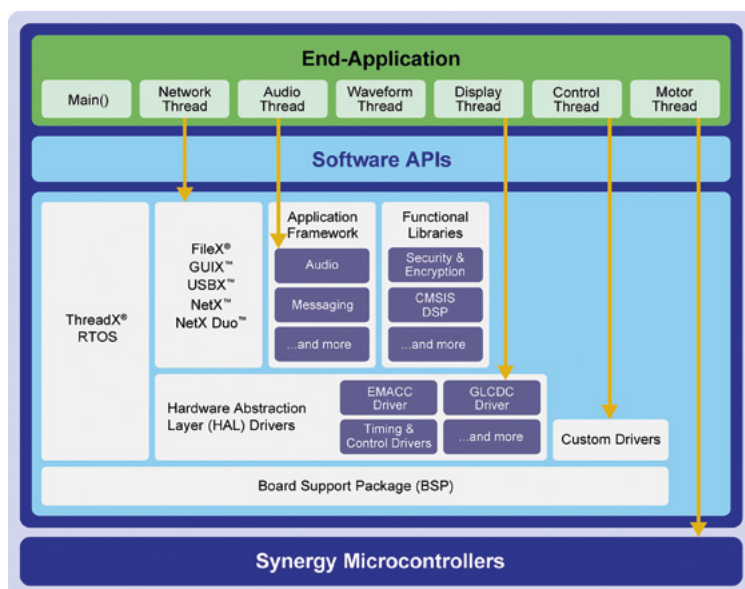 End-Application
Main()
Network
Thread
Audio
Thread
Waveform
Thread
Display
Thread
Control
Thread
Motor
Thread
Software APIs
ThreadX®
RTOS
FileX®
GUIX™
USBX™
NetX™
NetX Duo™
Application
Framework
Audio
Messaging
...and more
Functional
Libraries
Security &
Encryption
CMSIS
DSP
...and more
Hardware Abstraction
Layer (HAL) Drivers
EMACC
Driver
GLCDC
Driver
Timing &
Control Drivers
...and more
Custom Drivers
Board Support Package (BSP)
Synergy Microcontrollers